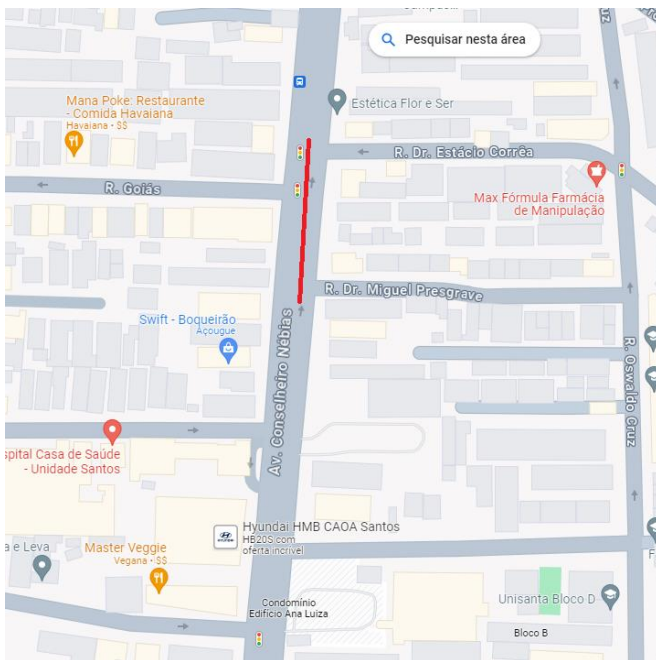 Pesquisar nesta área
Mana Poke: Restaurante
- Comida Havaiana
Havaiana • $$
Estética Flor e Ser
R. Dr. Estácio Corrêa
R. Goiás
Max Fórmula Farmácia
de Manipulação
R. Dr. Miguel Presgrave
Swift - Boqueirão
Açougue
Av. Conselheiro Nébias
R. Oswaldo Cruz
spital Casa de Saúde
- Unidade Santos
Hyundai HMB CAOA Santos
HB20S com
oferta incrível
a e Leva
Master Veggie
Vegana • $$
Condomínio
Edifício Ana Luiza
Unisanta Bloco D
Bloco B
F